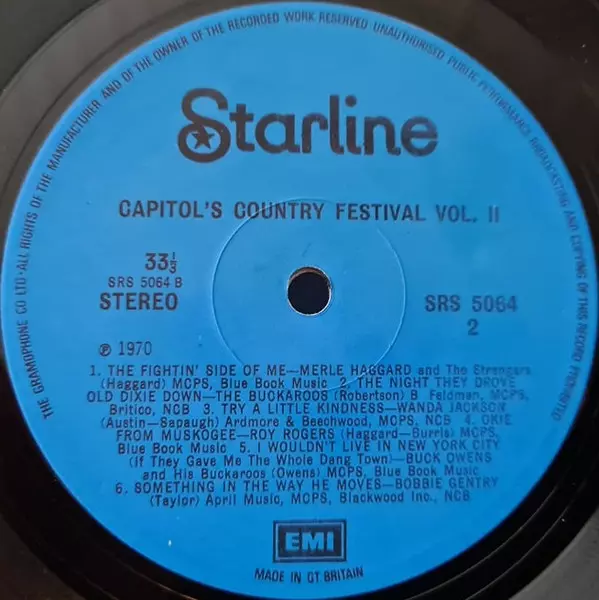 THE GRAMOPHONE CO LTD · ALL RIGHTS OF THE MANUFACTURER AND OF THE OWNER OF THE RECORDED WORK RESERVED UNAUTHORISED PUBLIC PERFORMANCE BROADCASTING AND COPYING OF THIS RECORD PROHIBITED
Starline
CAPITOL'S COUNTRY FESTIVAL VOL. II
33⅓
SRS 5064 B
STEREO
SRS 5064
2
℗ 1970
1. THE FIGHTIN' SIDE OF ME—MERLE HAGGARD and The Strangers
(Haggard) MCPS, Blue Book Music 2. THE NIGHT THEY DROVE
OLD DIXIE DOWN—THE BUCKAROOS (Robertson) B Feldman, MCPS,
Britico, NCB 3. TRY A LITTLE KINDNESS—WANDA JACKSON
(Austin—Sapaugh) Ardmore & Beechwood, MCPS, NCB 4. OKIE
FROM MUSKOGEE—ROY ROGERS (Haggard—Burris) MCPS,
Blue Book Music 5. I WOULDN'T LIVE IN NEW YORK CITY
(If They Gave Me The Whole Dang Town)—BUCK OWENS
and His Buckaroos (Owens) MCPS, Blue Book Music
6. SOMETHING IN THE WAY HE MOVES—BOBBIE GENTRY
(Taylor) April Music, MCPS, Blackwood Inc., NCB
EMI
MADE IN GT BRITAIN